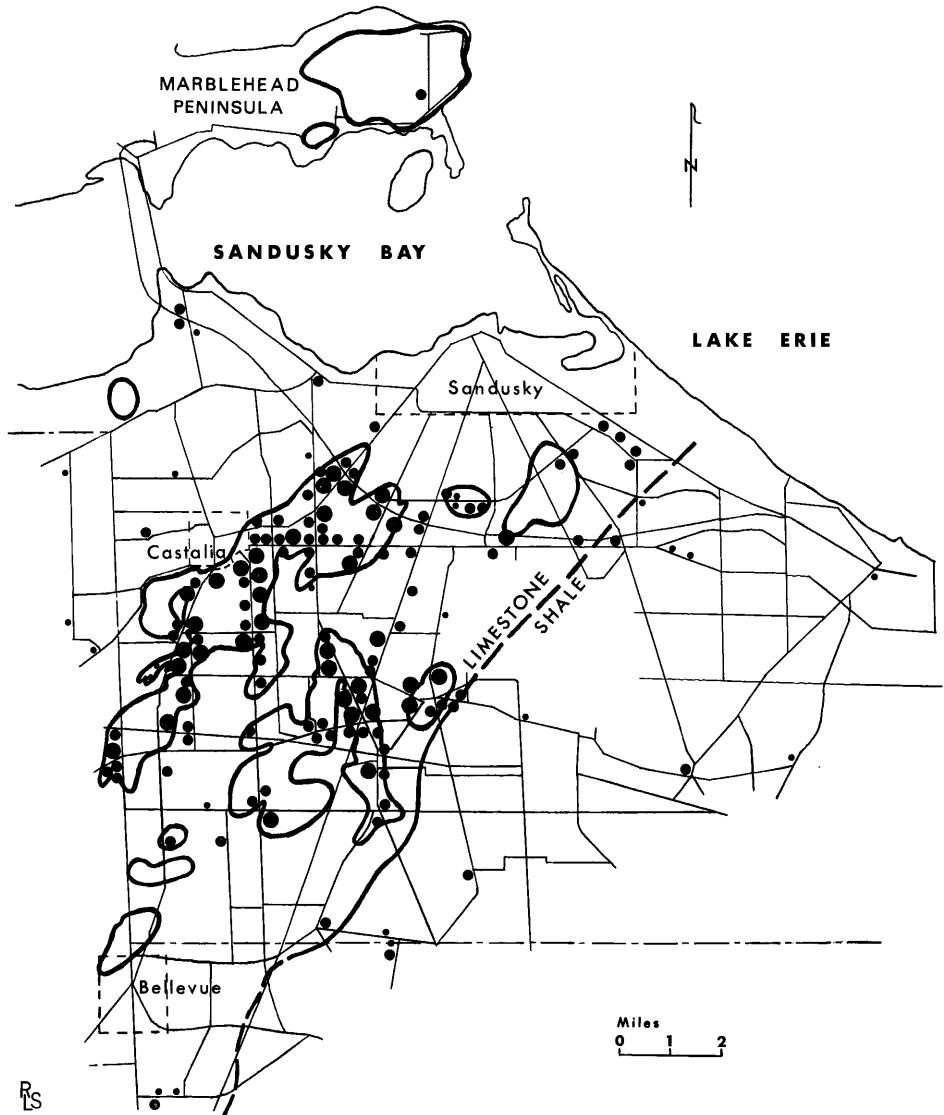 MARBLEHEAD
PENINSULA
N
SANDUSKY BAY
LAKE ERIE
Sandusky
Castalia
LIMESTONE
SHALE
Bellevue
Miles
0 1 2
RLS